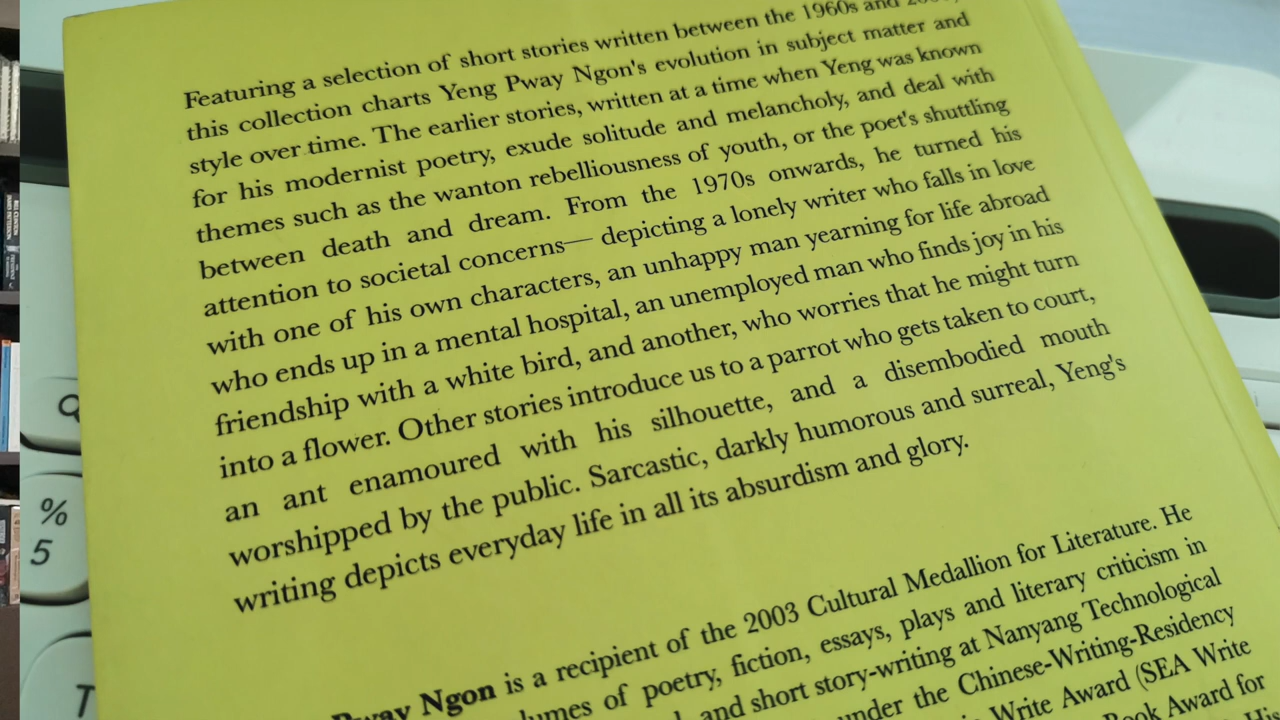 Featuring a selection of short stories written between the 1960s and
this collection charts Yeng Pway Ngon's evolution in subject matter and
style over time. The earlier stories, written at a time when Yeng was known
for his modernist poetry, exude solitude and melancholy, and deal with
themes such as the wanton rebelliousness of youth, or the poet's shuttling
between death and dream. From the 1970s onwards, he turned his
attention to societal concerns— depicting a lonely writer who falls in love
with one of his own characters, an unhappy man yearning for life abroad
who ends up in a mental hospital, an unemployed man who finds joy in his
friendship with a white bird, and another, who worries that he might turn
into a flower. Other stories introduce us to a parrot who gets taken to court,
an ant enamoured with his silhouette, and a disembodied mouth
worshipped by the public. Sarcastic, darkly humorous and surreal, Yeng's
writing depicts everyday life in all its absurdism and glory.
Pway Ngon is a recipient of the 2003 Cultural Medallion for Literature. He
of poetry, fiction, essays, plays and literary criticism in
and short story-writing at Nanyang Technological
under the Chinese-Writing-Residency
Write Award (SEA Write
Book Award for
His
%
5
T